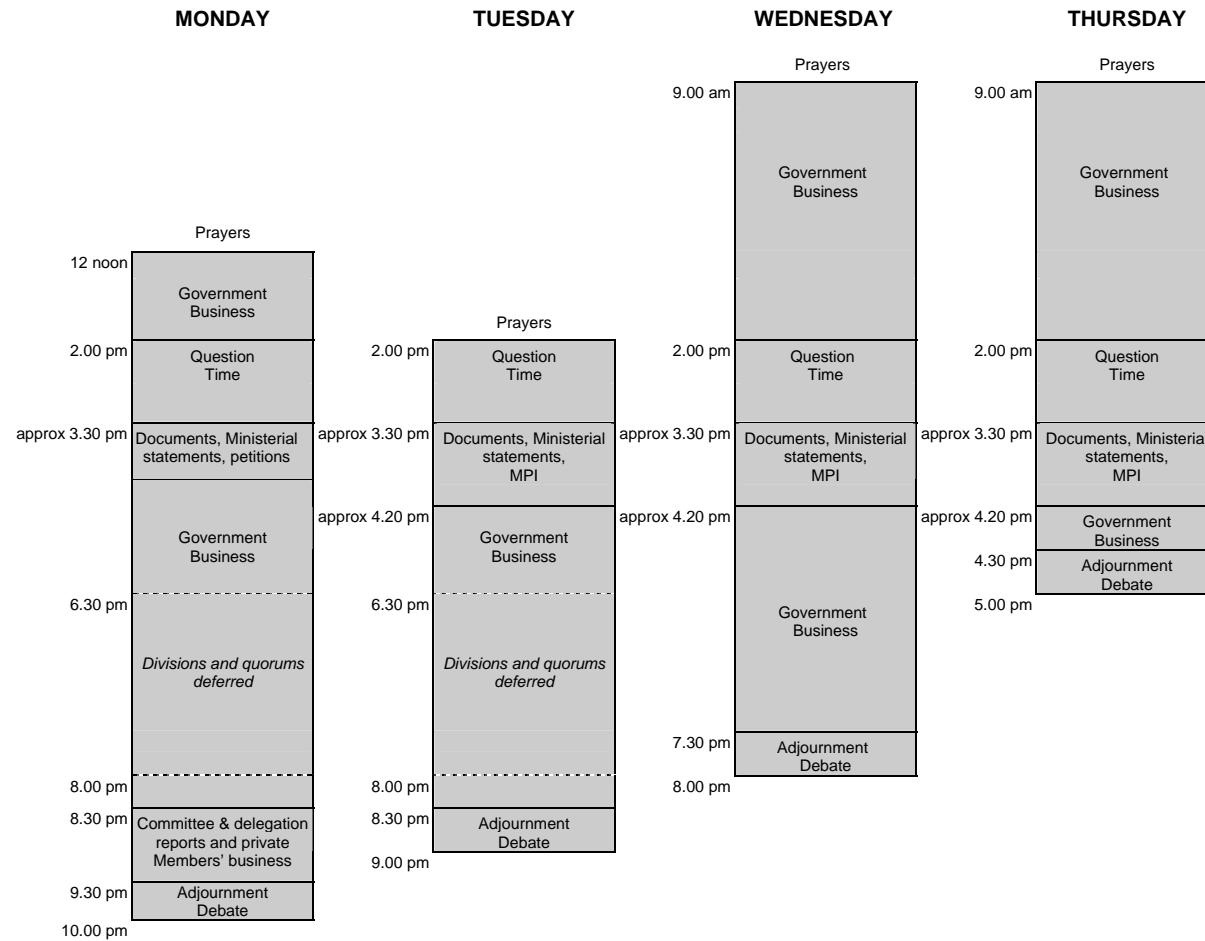 MONDAY
Prayers
12 noon
Government
Business
2.00 pm
Question
Time
approx 3.30 pm
Documents, Ministerial
statements, petitions
Government
Business
6.30 pm
Divisions and quorums
deferred
8.00 pm
8.30 pm
Committee & delegation
reports and private
Members’ business
9.30 pm
Adjournment
Debate
10.00 pm
TUESDAY
Prayers
2.00 pm
Question
Time
approx 3.30 pm
Documents, Ministerial
statements,
MPI
approx 4.20 pm
Government
Business
6.30 pm
Divisions and quorums
deferred
8.00 pm
8.30 pm
Adjournment
Debate
9.00 pm
WEDNESDAY
Prayers
9.00 am
Government
Business
2.00 pm
Question
Time
approx 3.30 pm
Documents, Ministerial
statements,
MPI
approx 4.20 pm
Government
Business
7.30 pm
Adjournment
Debate
8.00 pm
THURSDAY
Prayers
9.00 am
Government
Business
2.00 pm
Question
Time
approx 3.30 pm
Documents, Ministerial
statements,
MPI
approx 4.20 pm
Government
Business
4.30 pm
Adjournment
Debate
5.00 pm